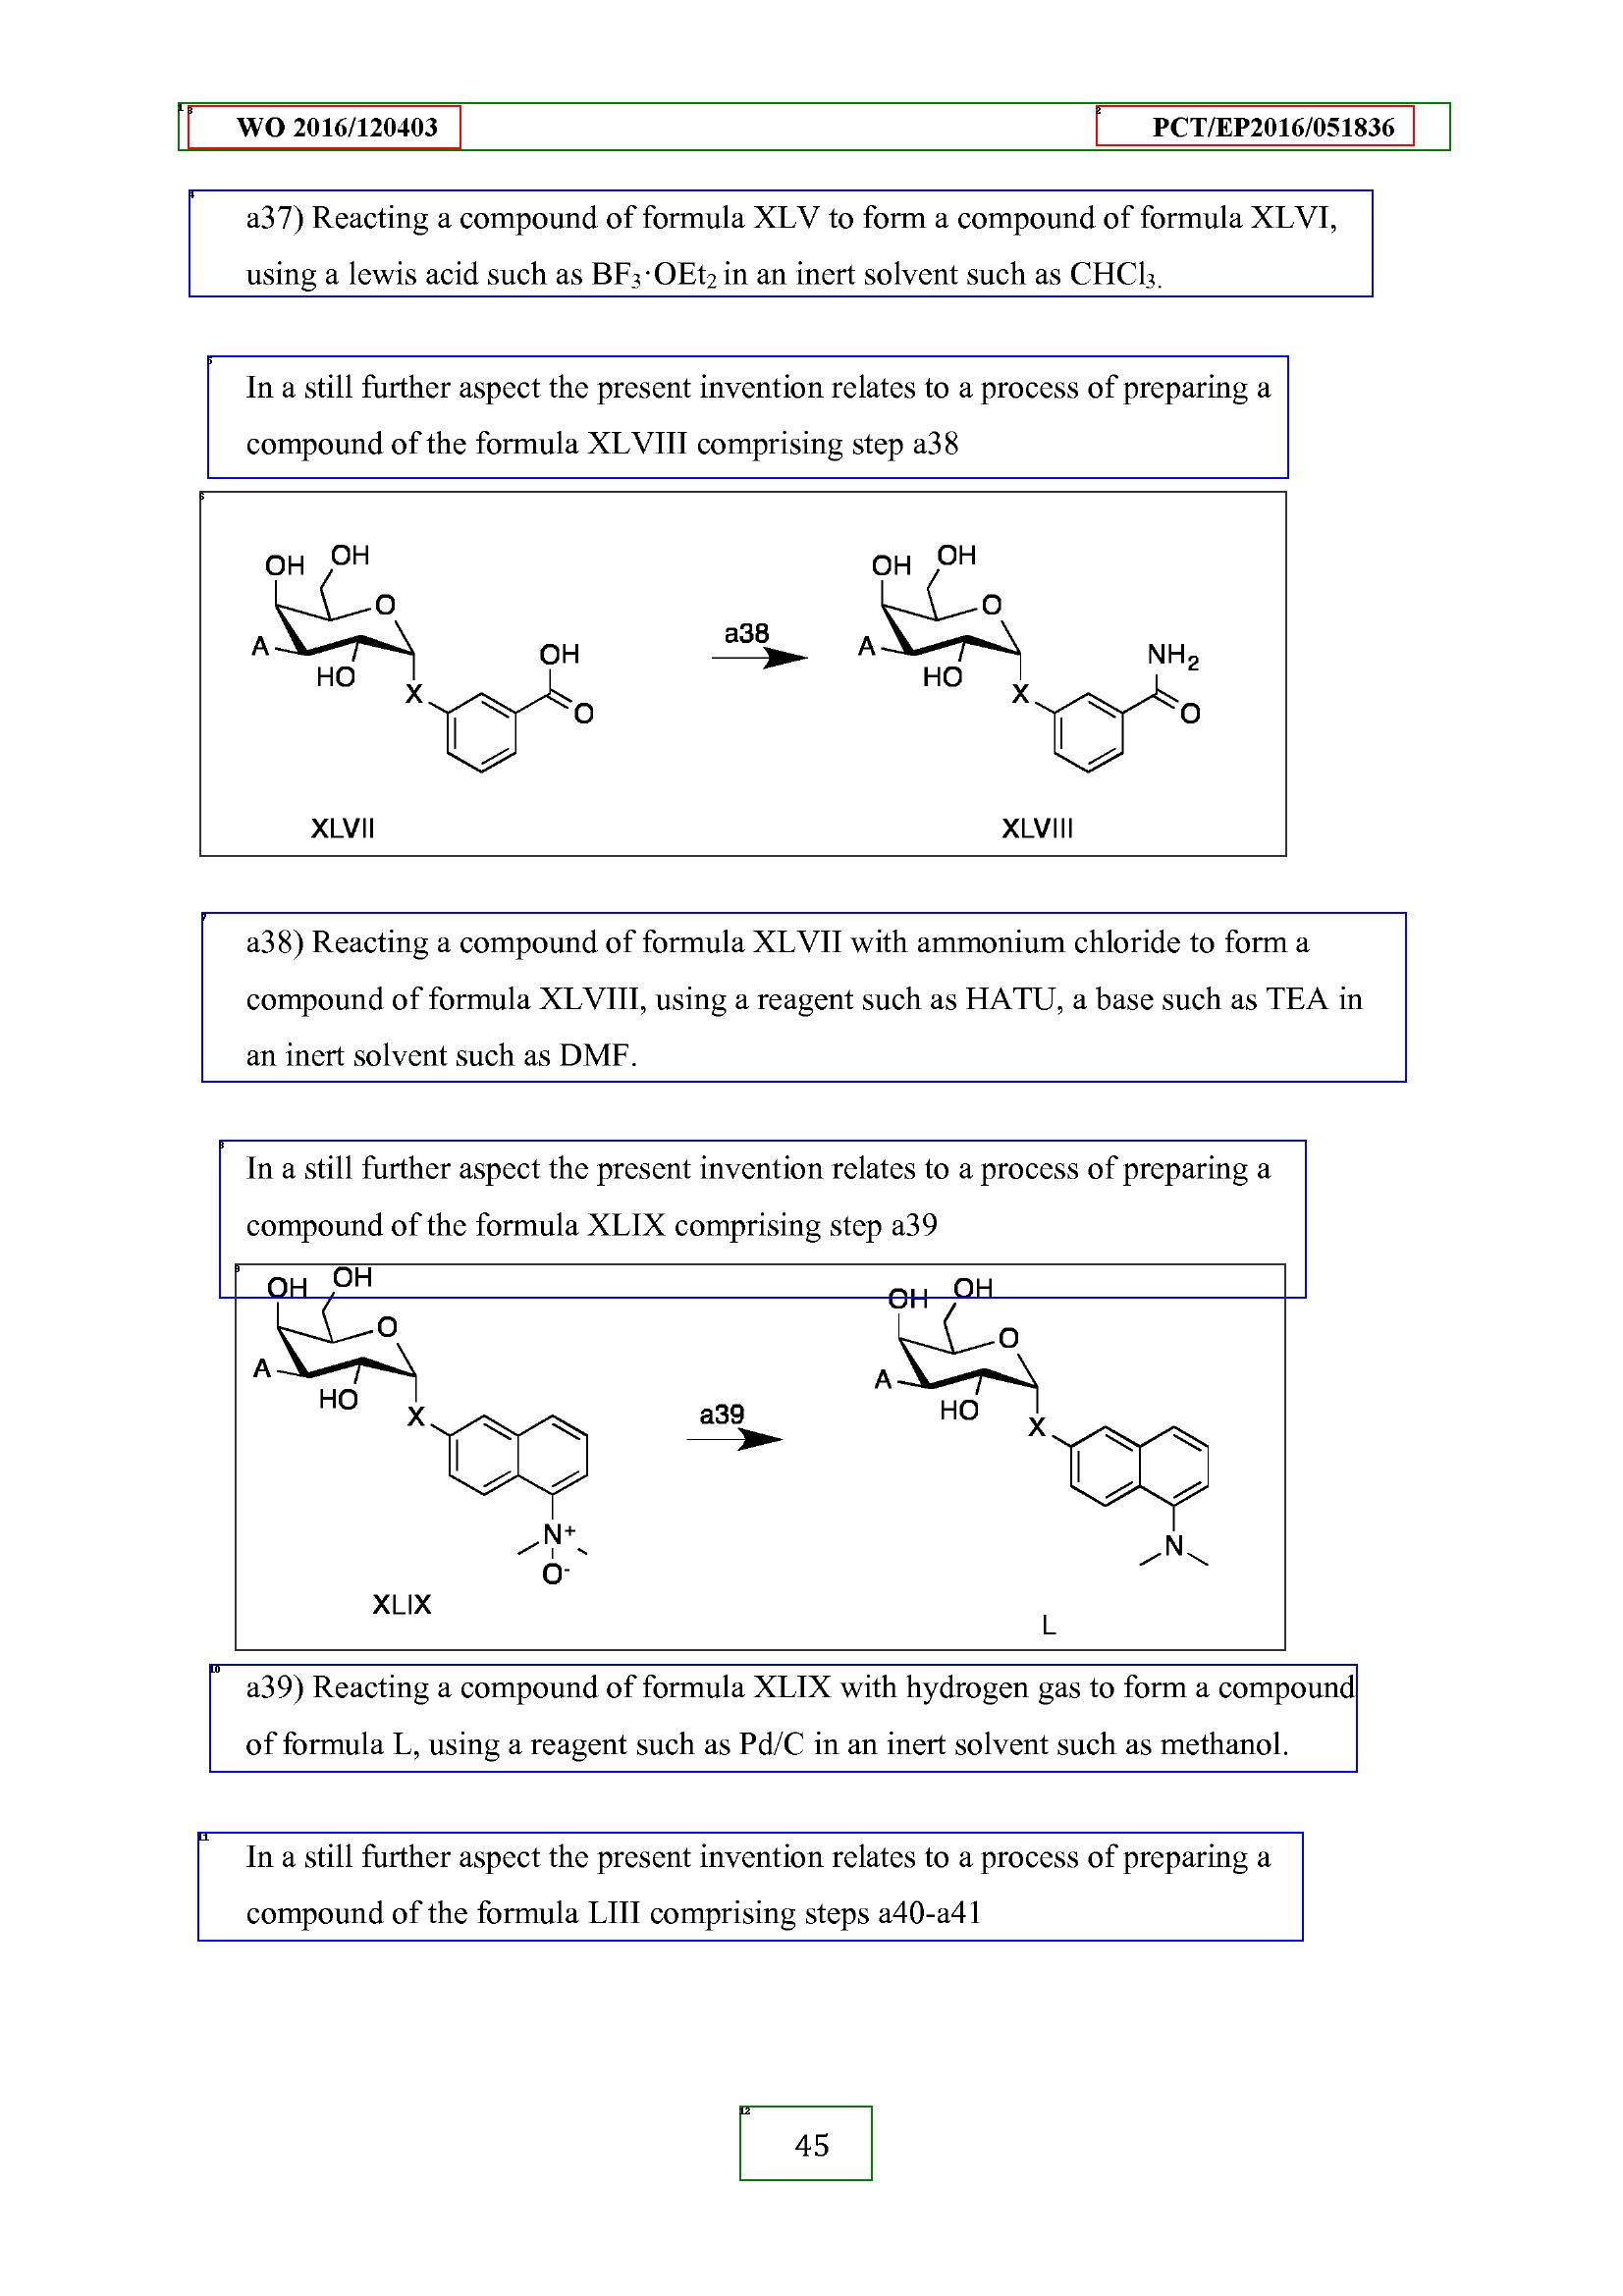 WO 2016/120403 PCT/EP2016/051836
a37) Reacting a compound of formula XLV to form a compound of formula XLVI,
using a lewis acid such as BF₃·OEt₂ in an inert solvent such as CHCl₃.
In a still further aspect the present invention relates to a process of preparing a
compound of the formula XLVIII comprising step a38
OH OH O A HO X OH O
a38
OH OH O A HO X NH₂ O
XLVII XLVIII
a38) Reacting a compound of formula XLVII with ammonium chloride to form a
compound of formula XLVIII, using a reagent such as HATU, a base such as TEA in
an inert solvent such as DMF.
In a still further aspect the present invention relates to a process of preparing a
compound of the formula XLIX comprising step a39
OH OH O A HO X N⁺ O⁻
a39
OH OH O A HO X N
XLIX L
a39) Reacting a compound of formula XLIX with hydrogen gas to form a compound
of formula L, using a reagent such as Pd/C in an inert solvent such as methanol.
In a still further aspect the present invention relates to a process of preparing a
compound of the formula LIII comprising steps a40-a41
45